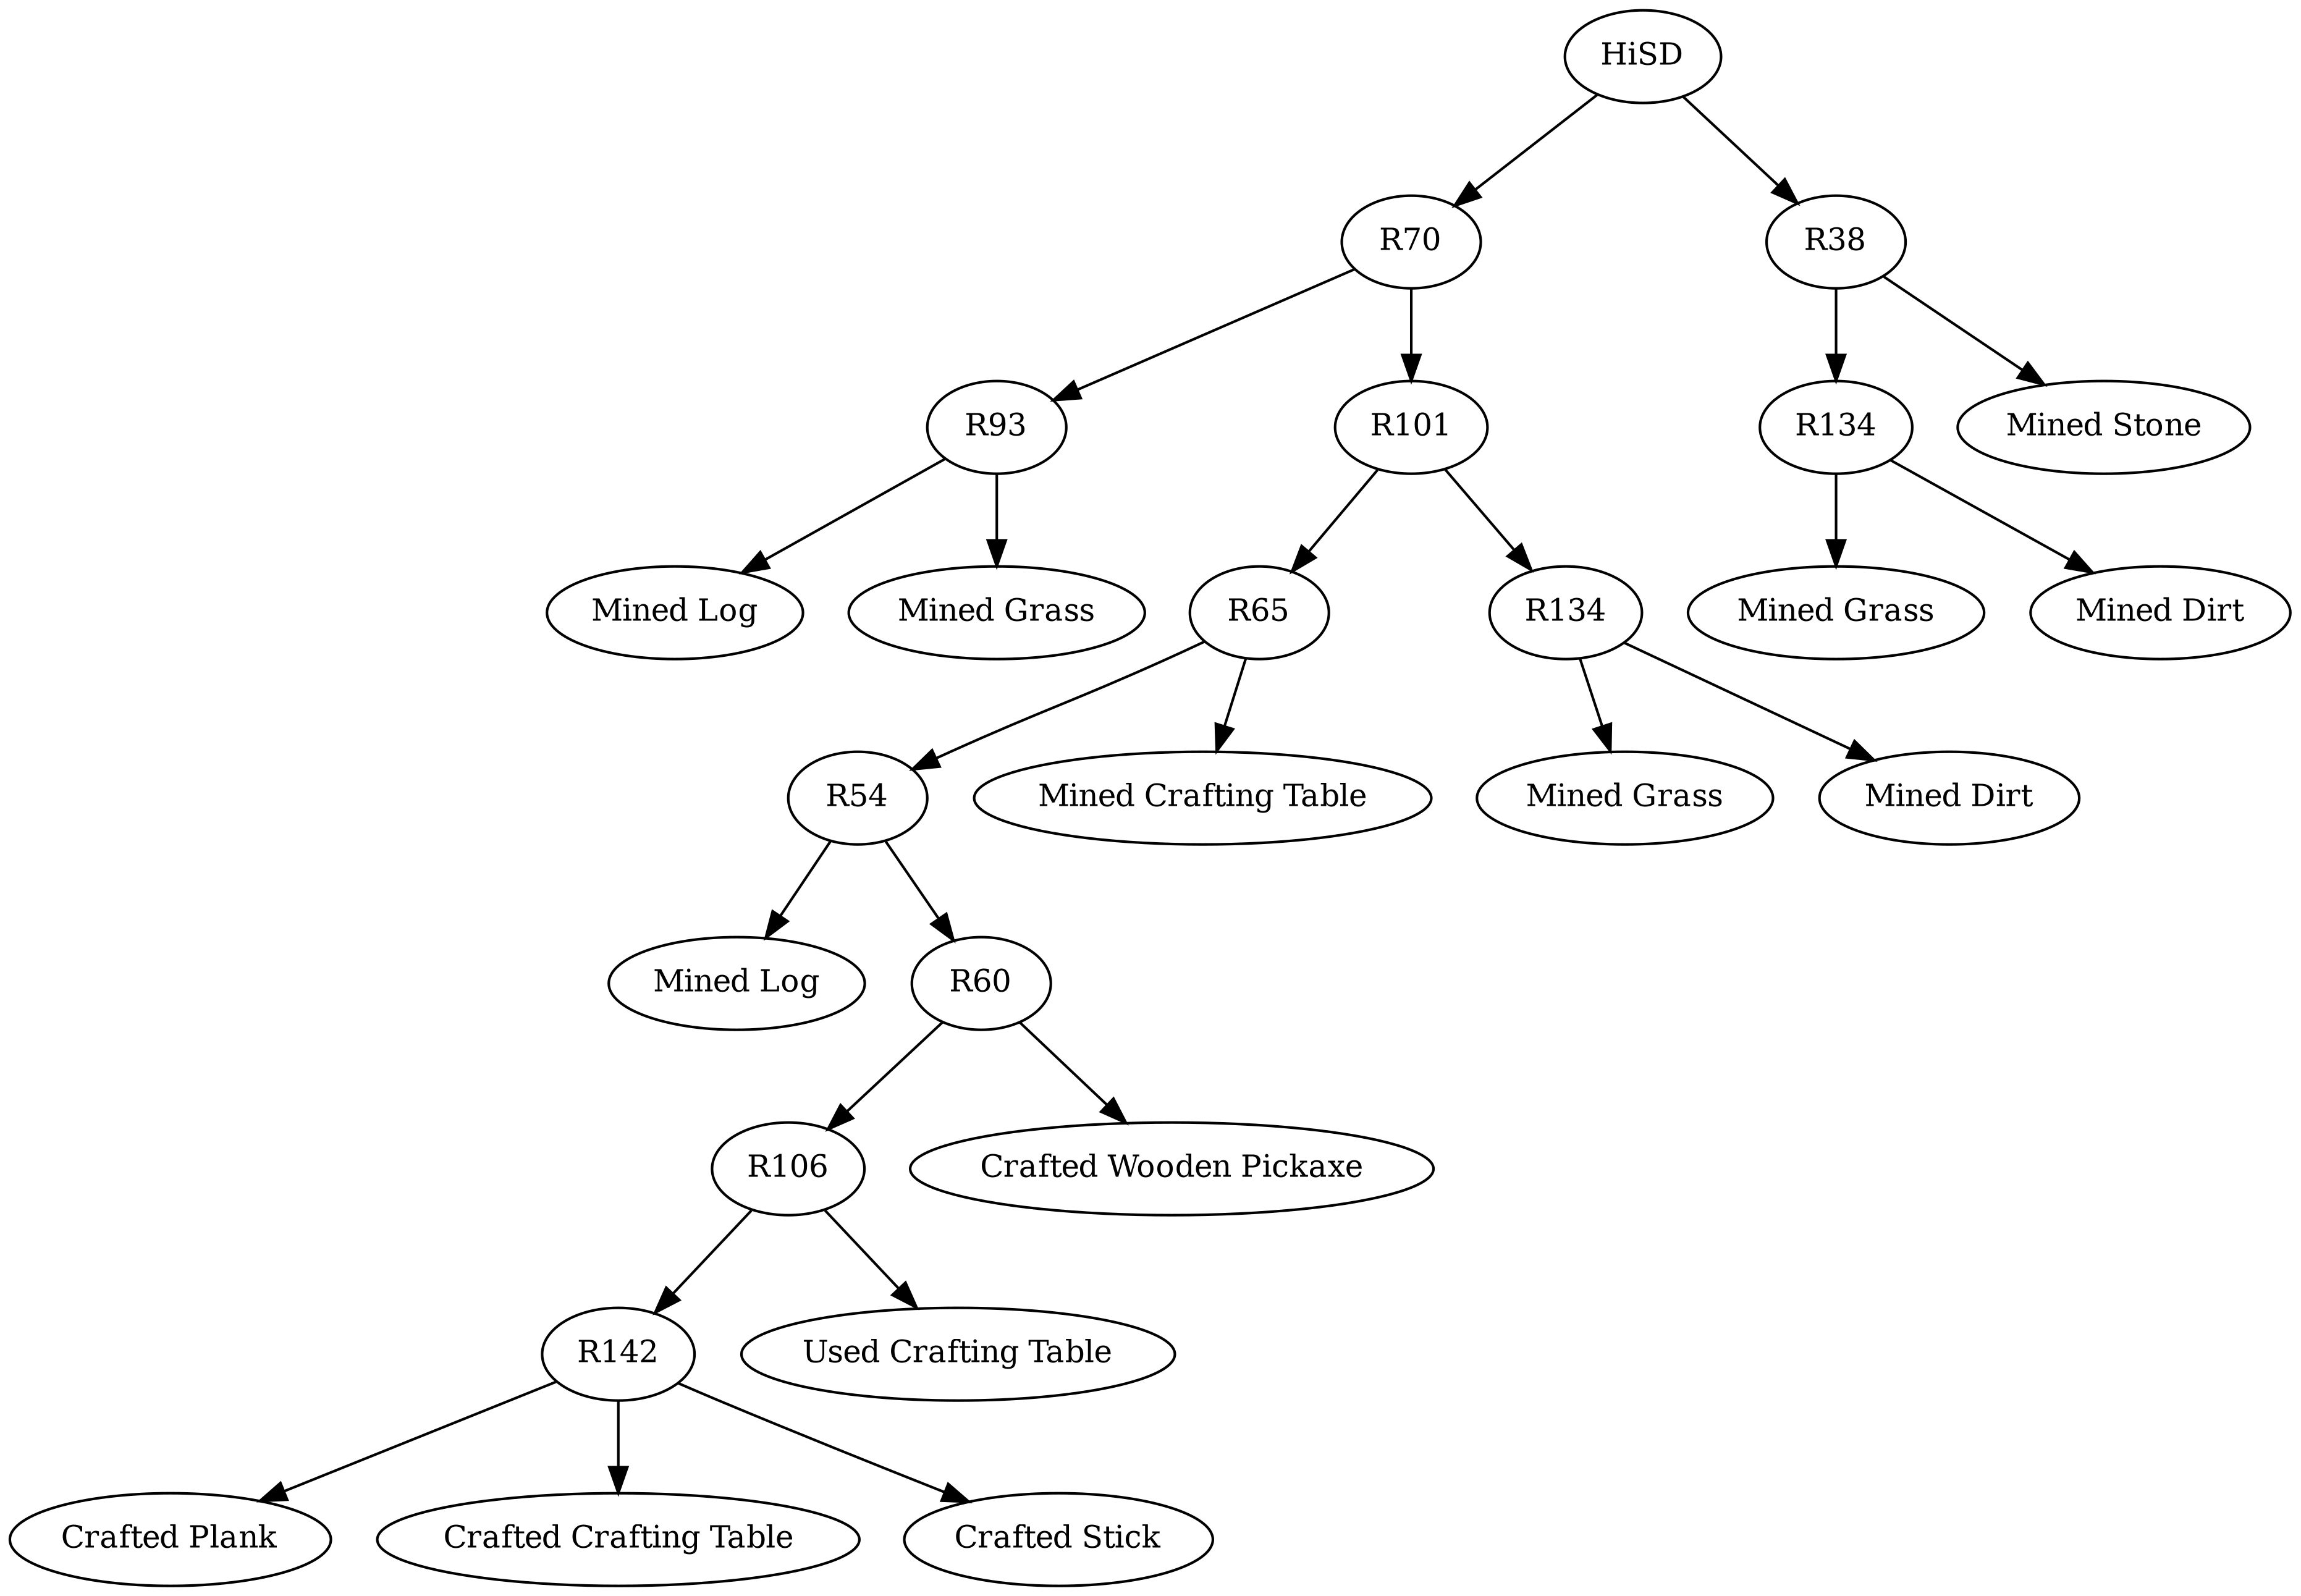 HiSD
R70
R38
R93
R101
R134
Mined Stone
Mined Log
Mined Grass
R65
R134
Mined Grass
Mined Dirt
R54
Mined Crafting Table
Mined Grass
Mined Dirt
Mined Log
R60
R106
Crafted Wooden Pickaxe
R142
Used Crafting Table
Crafted Plank
Crafted Crafting Table
Crafted Stick